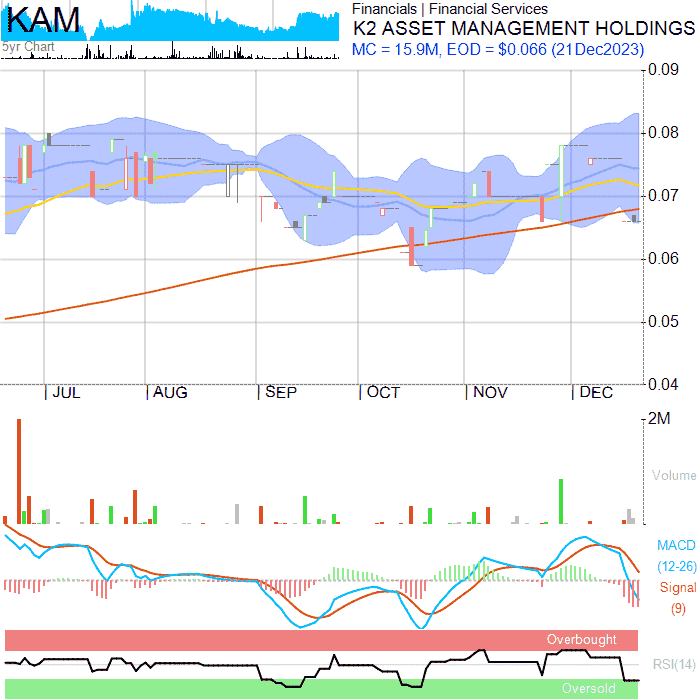 KAM
5yr Chart
Financials | Financial Services
K2 ASSET MANAGEMENT HOLDINGS
MC = 15.9M, EOD = $0.066 (21Dec2023)
0.09
0.08
0.07
0.06
0.05
0.04
JUL AUG SEP OCT NOV DEC
2M
Volume
MACD
(12-26)
Signal
(9)
Overbought
RSI(14)
Oversold